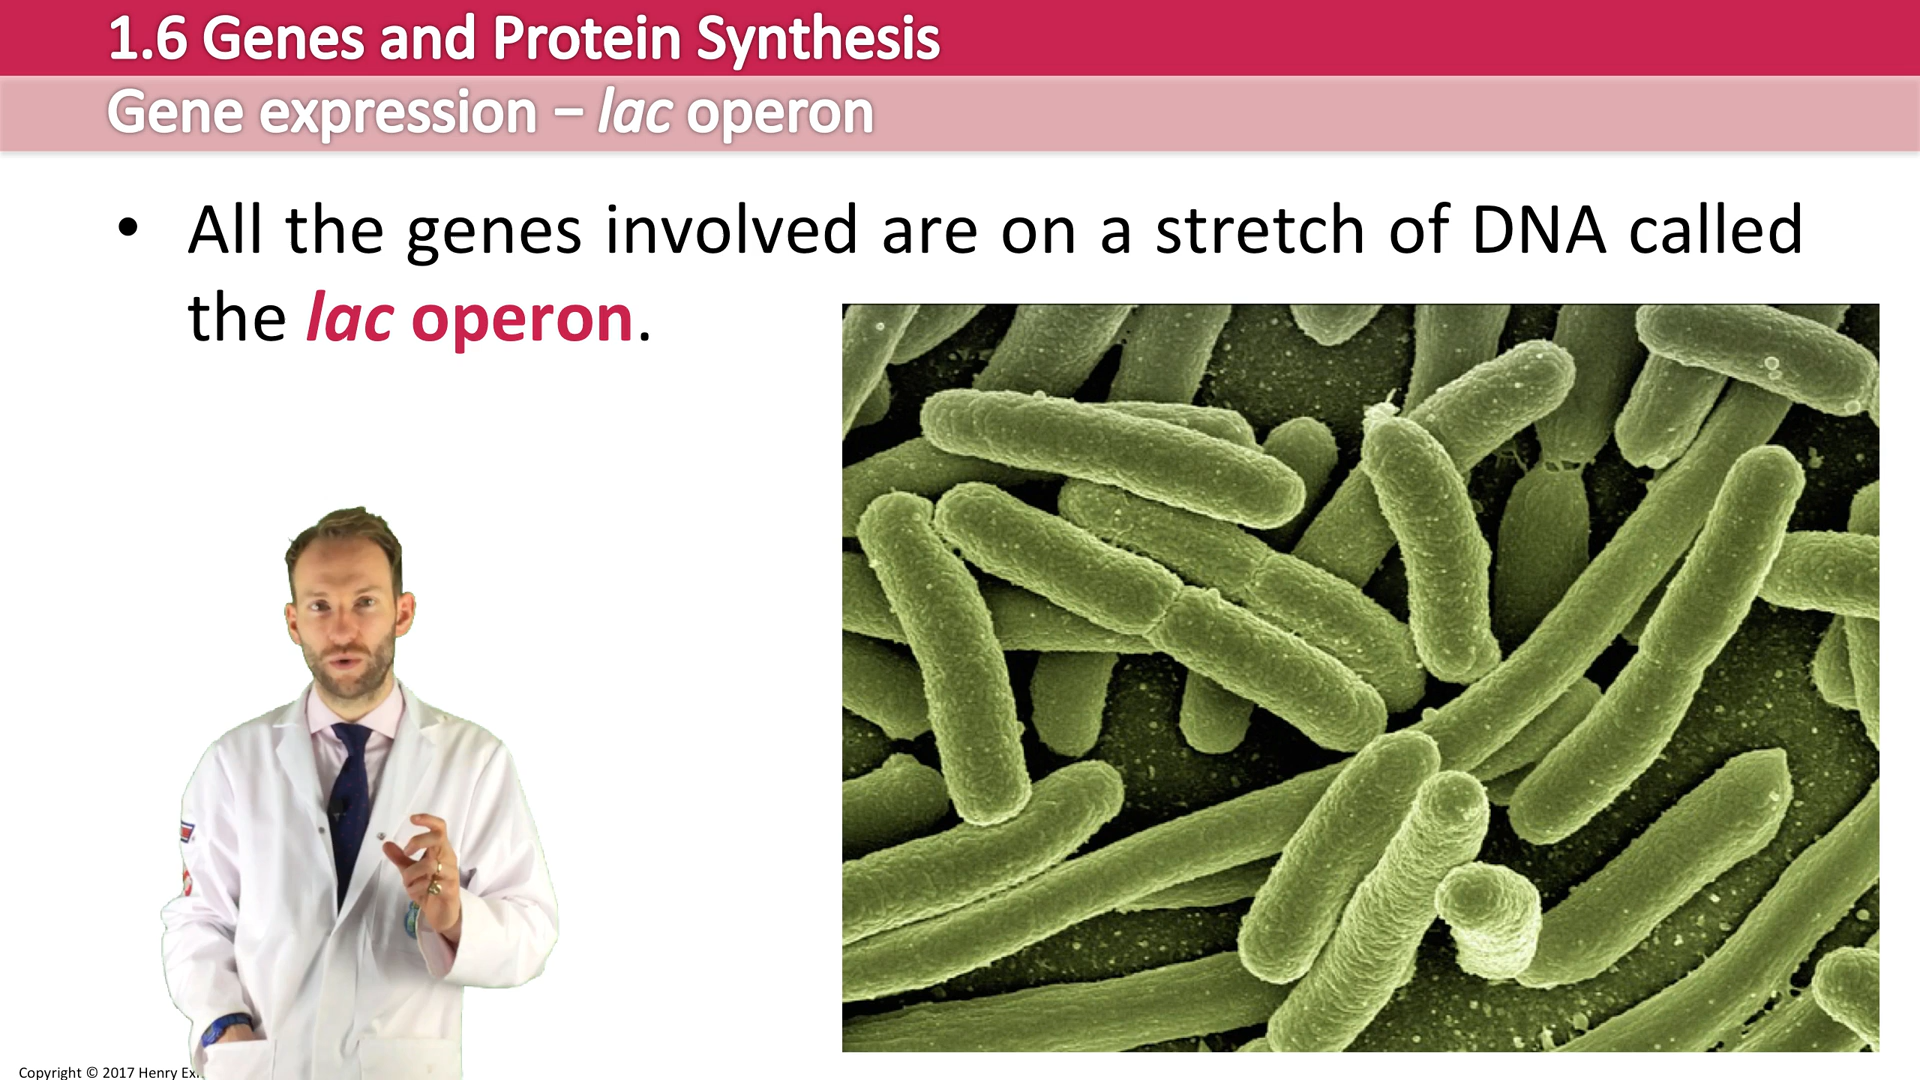 1.6 Genes and Protein Synthesis
Gene expression – lac operon
• All the genes involved are on a stretch of DNA called
the lac operon.
Copyright © 2017 Henry